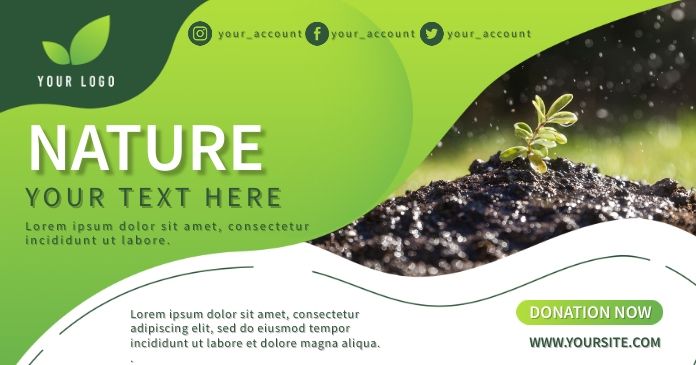 your_account
your_account
your_account
YOUR LOGO
NATURE
YOUR TEXT HERE
Lorem ipsum dolor sit amet, consectetur
incididunt ut labore.
Lorem ipsum dolor sit amet, consectetur
adipiscing elit, sed do eiusmod tempor
incididunt ut labore et dolore magna aliqua.
.
DONATION NOW
WWW.YOURSITE.COM